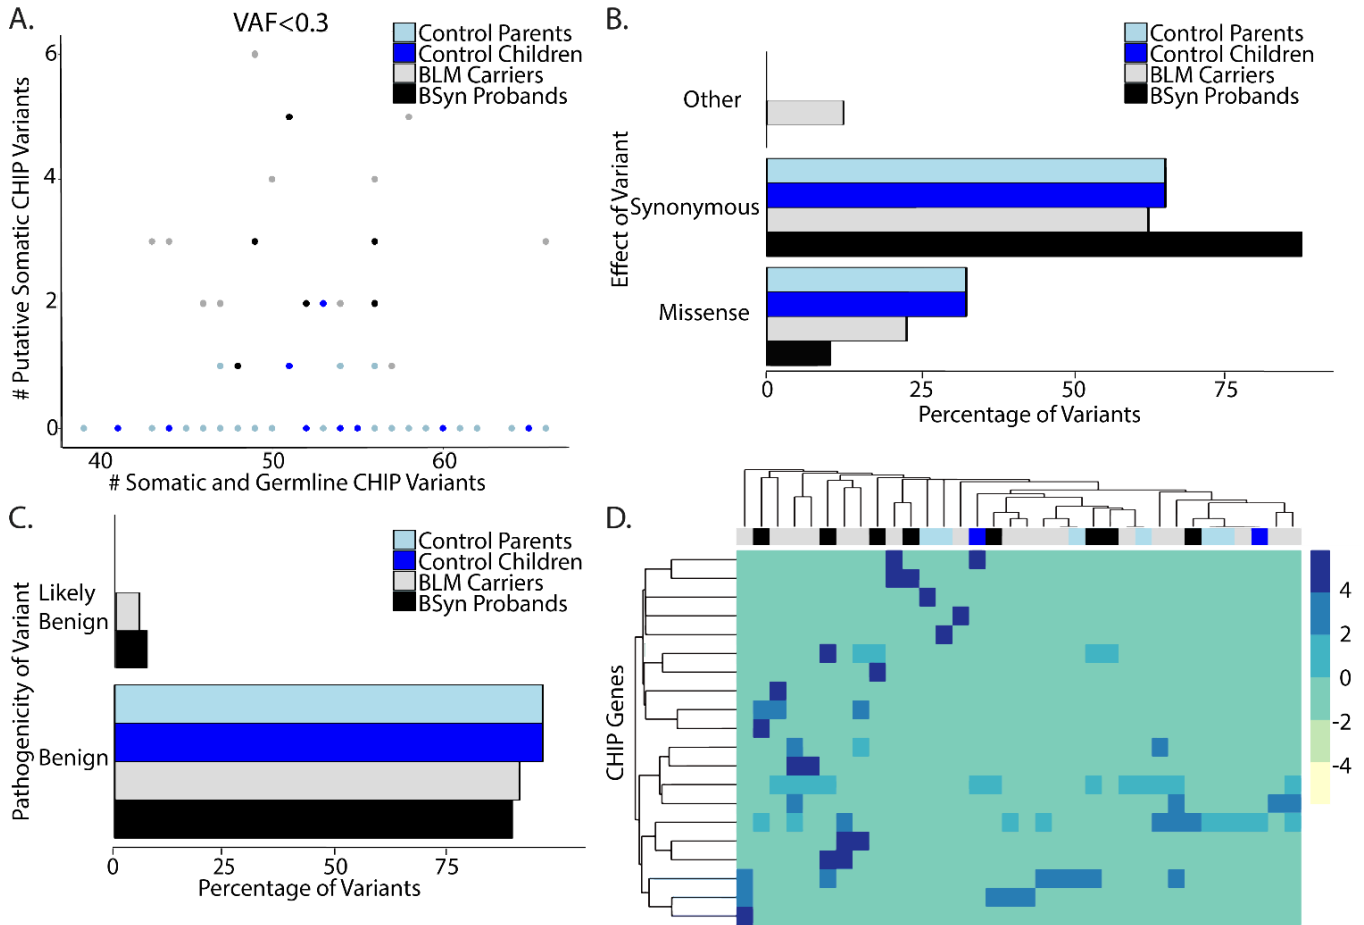 A.
VAF<0.3
Control Parents
Control Children
BLM Carriers
BSyn Probands
# Putative Somatic CHIP Variants
6
4
2
0
40
50
60
# Somatic and Germline CHIP Variants
B.
Control Parents
Control Children
BLM Carriers
BSyn Probands
Effect of Variant
Other
Synonymous
Missense
0
25
50
75
Percentage of Variants
C.
Control Parents
Control Children
BLM Carriers
BSyn Probands
Pathogenicity of Variant
Likely
Benign
Benign
0
25
50
75
Percentage of Variants
D.
CHIP Genes
4
2
0
-2
-4